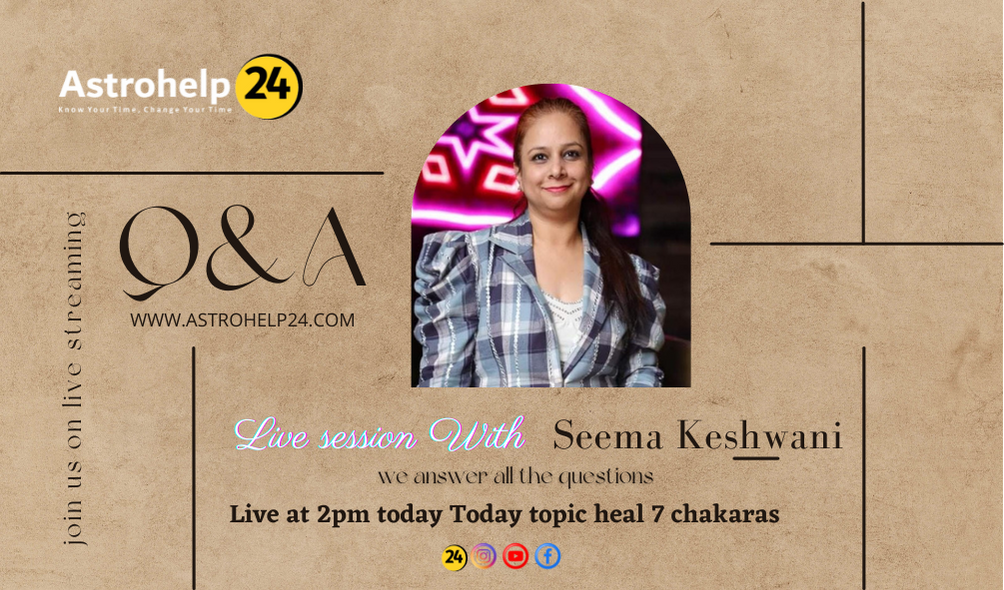 Astrohelp 24
Know Your Time, Change Your Time
Q&A
WWW.ASTROHELP24.COM
join us on live streaming
Live session With Seema Keshwani
we answer all the questions
Live at 2pm today Today topic heal 7 chakaras
24